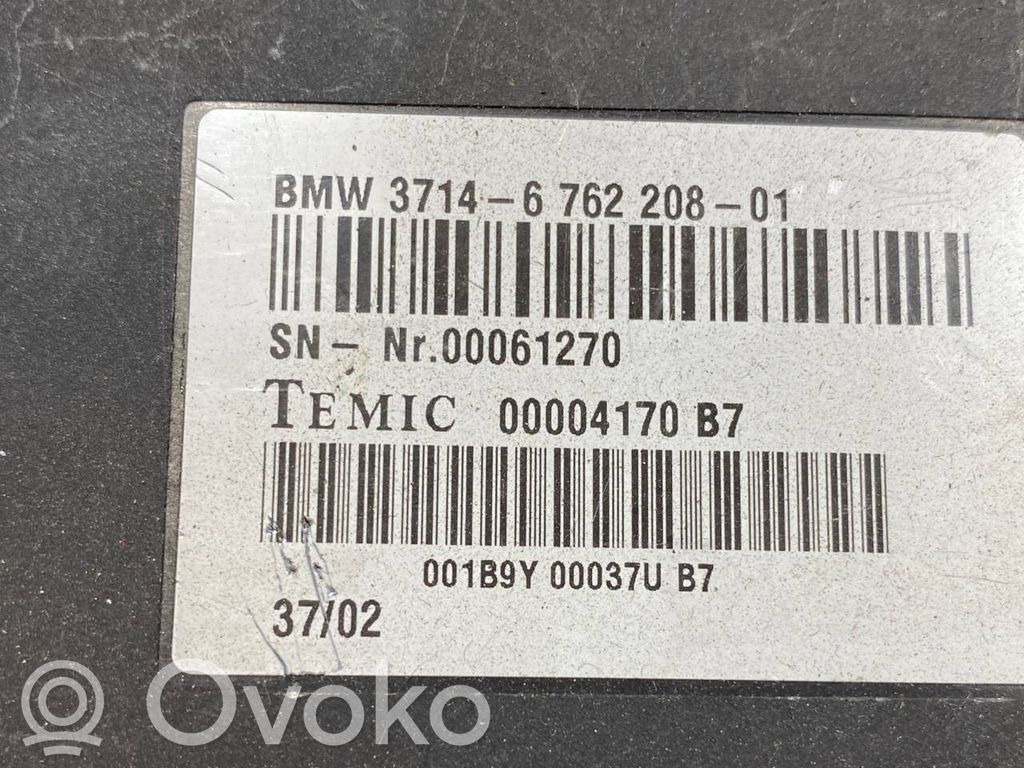 BMW 3714-6 762 208-01
SN- Nr.00061270
TEMIC 00004170 B7
001B9Y 00037U B7
37/02
Ovoko